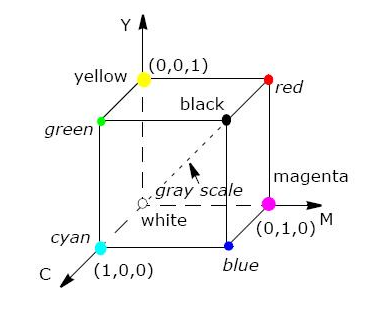 Y
yellow
(0,0,1)
red
black
green
gray scale
magenta
white
M
(0,1,0)
cyan
C
(1,0,0)
blue